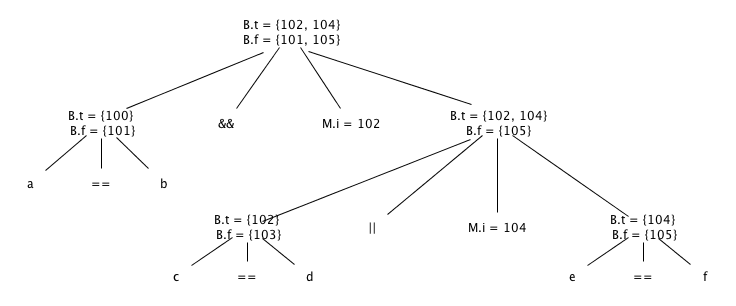 B.t = {102, 104}
B.f = {101, 105}
B.t = {100}
B.f = {101}
&&
M.i = 102
B.t = {102, 104}
B.f = {105}
a
==
b
B.t = {102}
B.f = {103}
||
M.i = 104
B.t = {104}
B.f = {105}
c
==
d
e
==
f